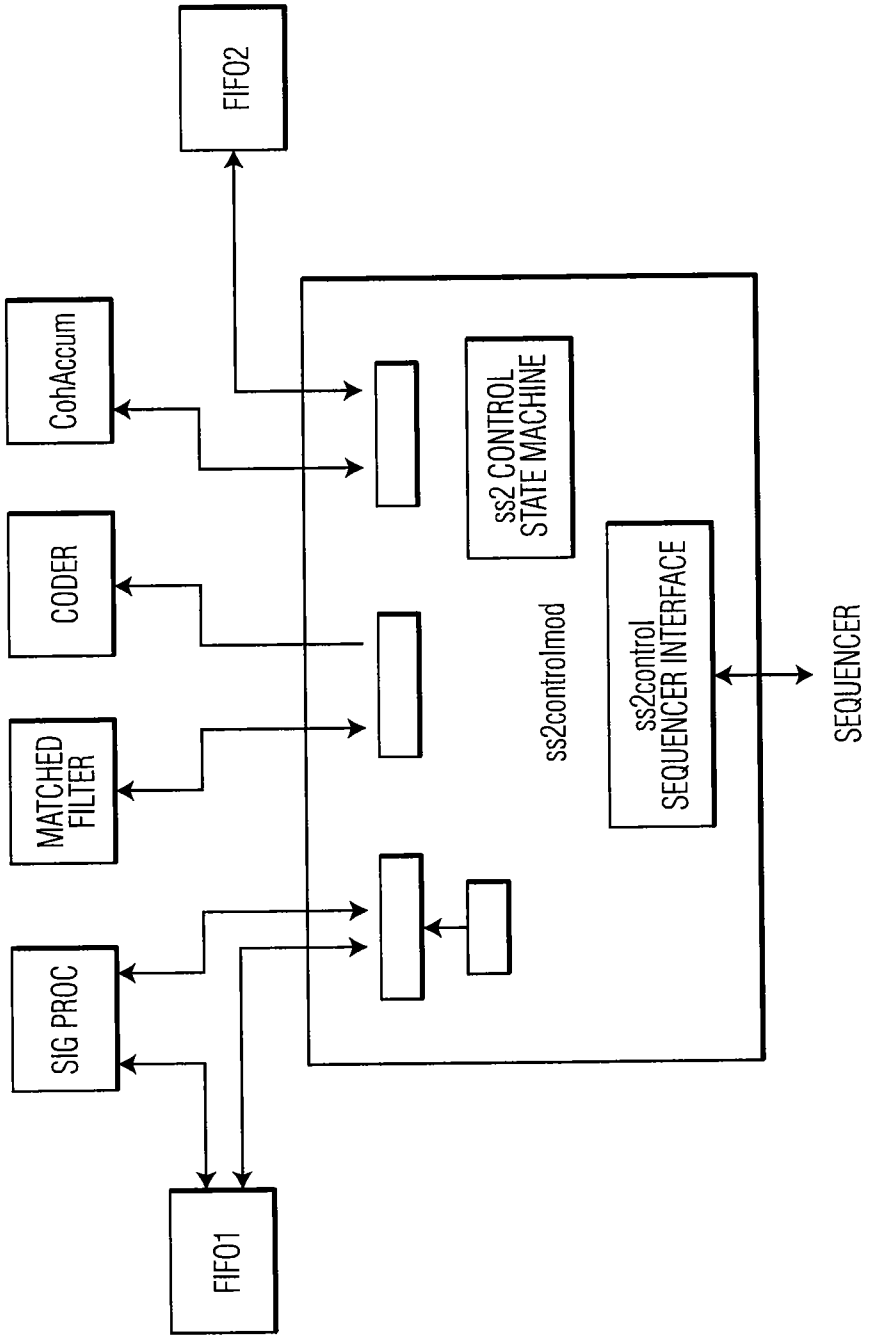 FIFO1
SIG PROC
MATCHED
FILTER
CODER
CohAccum
FIFO2
ss2controlmod
ss2 CONTROL
STATE MACHINE
ss2control
SEQUENCER INTERFACE
SEQUENCER